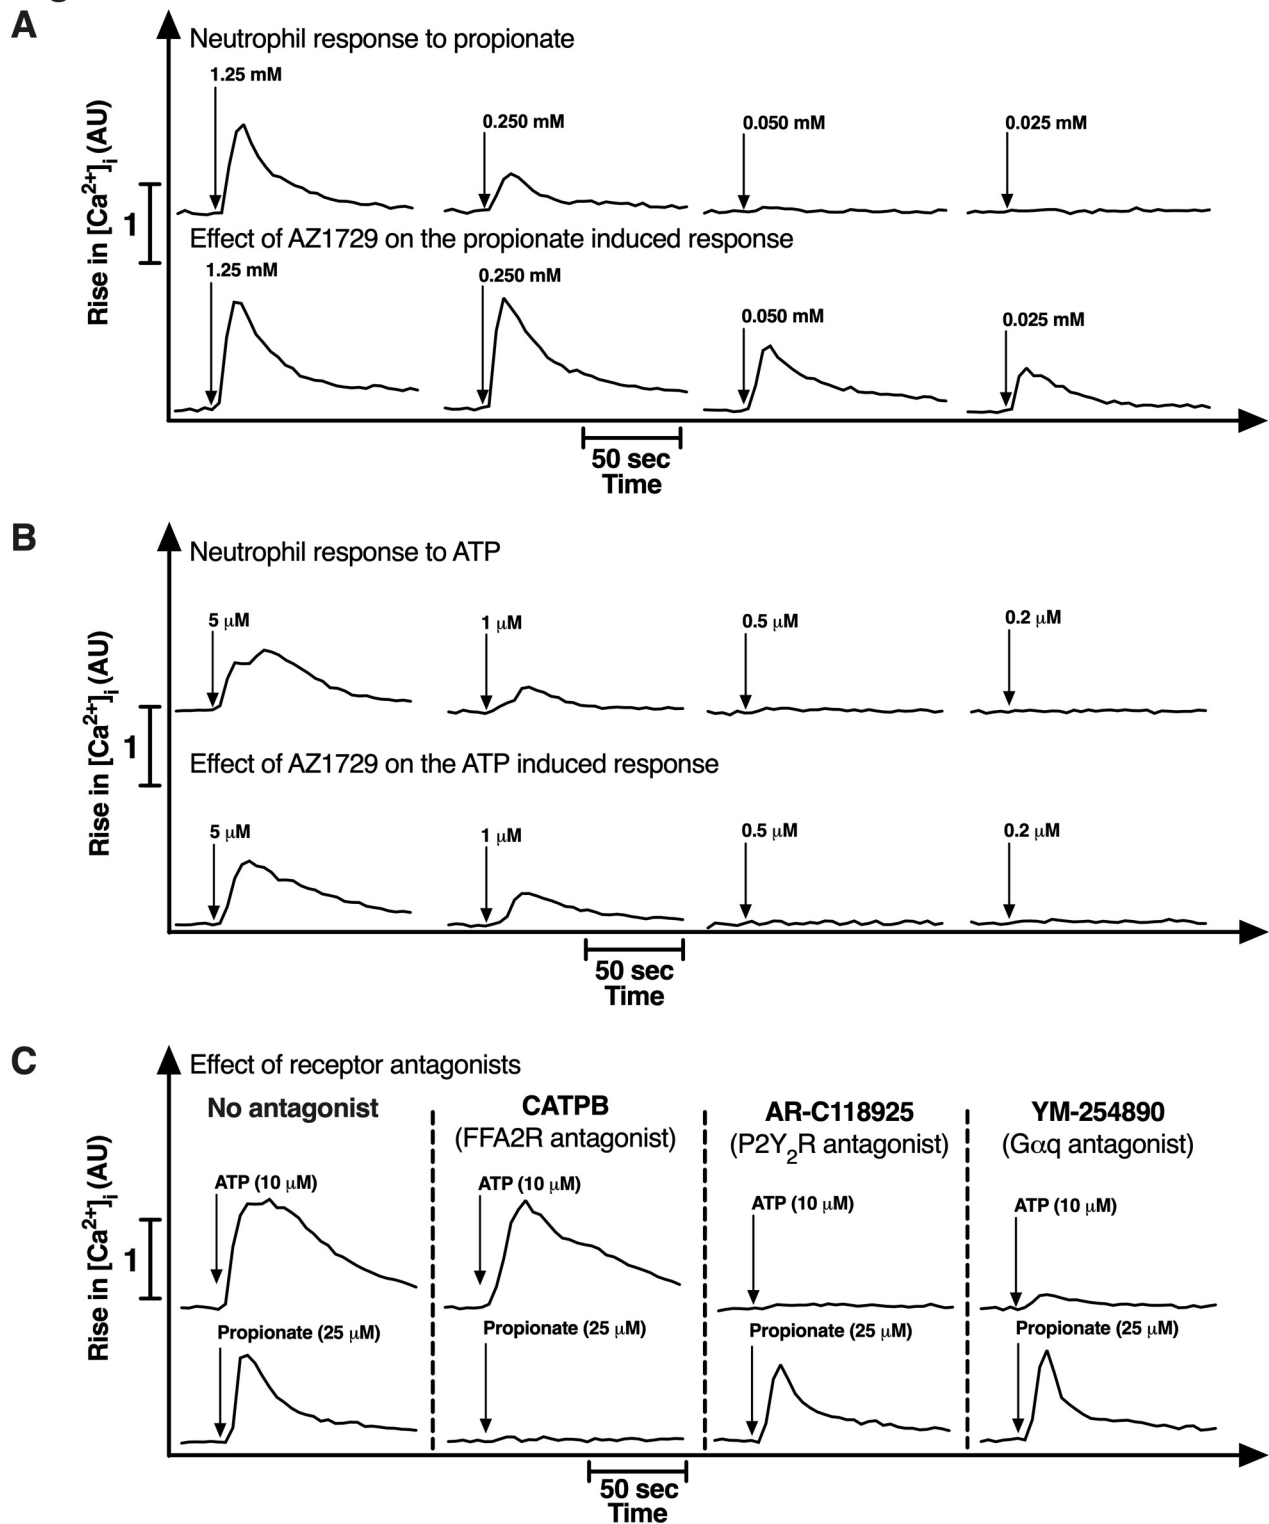 A
Neutrophil response to propionate
1.25 mM
0.250 mM
0.050 mM
0.025 mM
Rise in [Ca2+]i (AU)
1
Effect of AZ1729 on the propionate induced response
1.25 mM
0.250 mM
0.050 mM
0.025 mM
50 sec
Time
B
Neutrophil response to ATP
5 μM
1 μM
0.5 μM
0.2 μM
Rise in [Ca2+]i (AU)
1
Effect of AZ1729 on the ATP induced response
5 μM
1 μM
0.5 μM
0.2 μM
50 sec
Time
C
Effect of receptor antagonists
No antagonist
CATPB
(FFA2R antagonist)
AR-C118925
(P2Y2R antagonist)
YM-254890
(Gαq antagonist)
Rise in [Ca2+]i (AU)
1
ATP (10 μM)
ATP (10 μM)
ATP (10 μM)
ATP (10 μM)
Propionate (25 μM)
Propionate (25 μM)
Propionate (25 μM)
Propionate (25 μM)
50 sec
Time